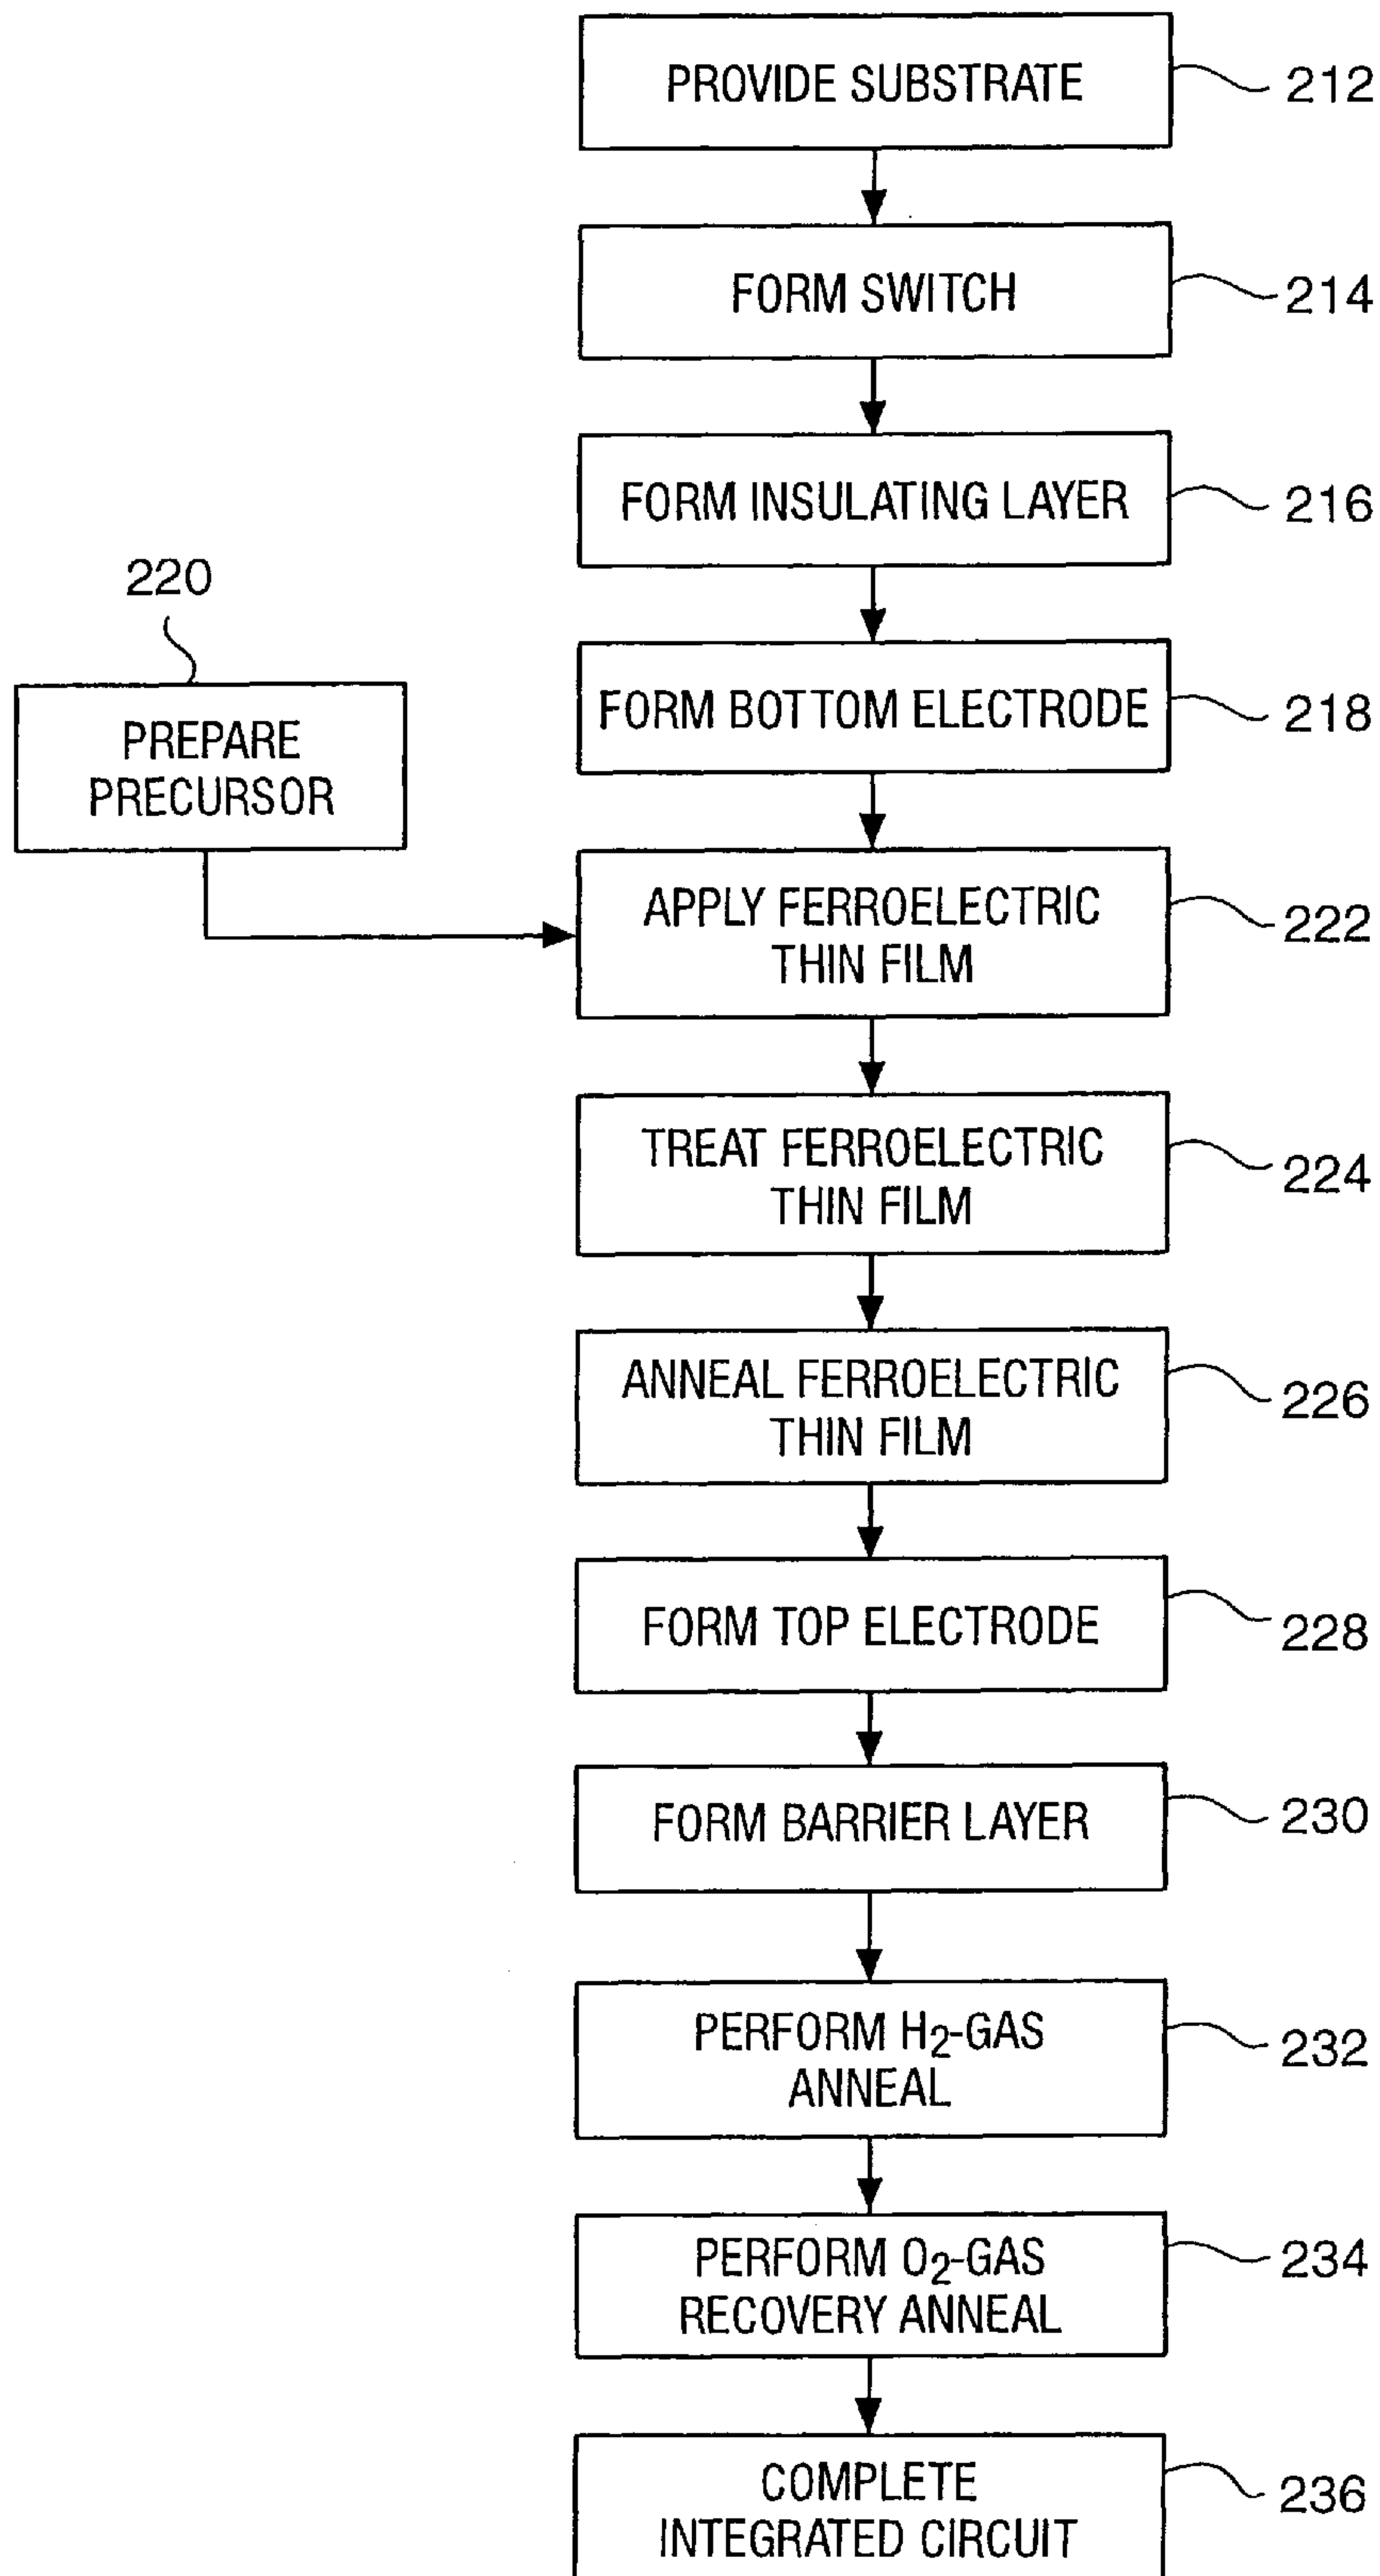 PROVIDE SUBSTRATE
212
FORM SWITCH
214
FORM INSULATING LAYER
216
220
PREPARE
PRECURSOR
FORM BOTTOM ELECTRODE
218
APPLY FERROELECTRIC
THIN FILM
222
TREAT FERROELECTRIC
THIN FILM
224
ANNEAL FERROELECTRIC
THIN FILM
226
FORM TOP ELECTRODE
228
FORM BARRIER LAYER
230
PERFORM H₂-GAS
ANNEAL
232
PERFORM O₂-GAS
RECOVERY ANNEAL
234
COMPLETE
INTEGRATED CIRCUIT
236